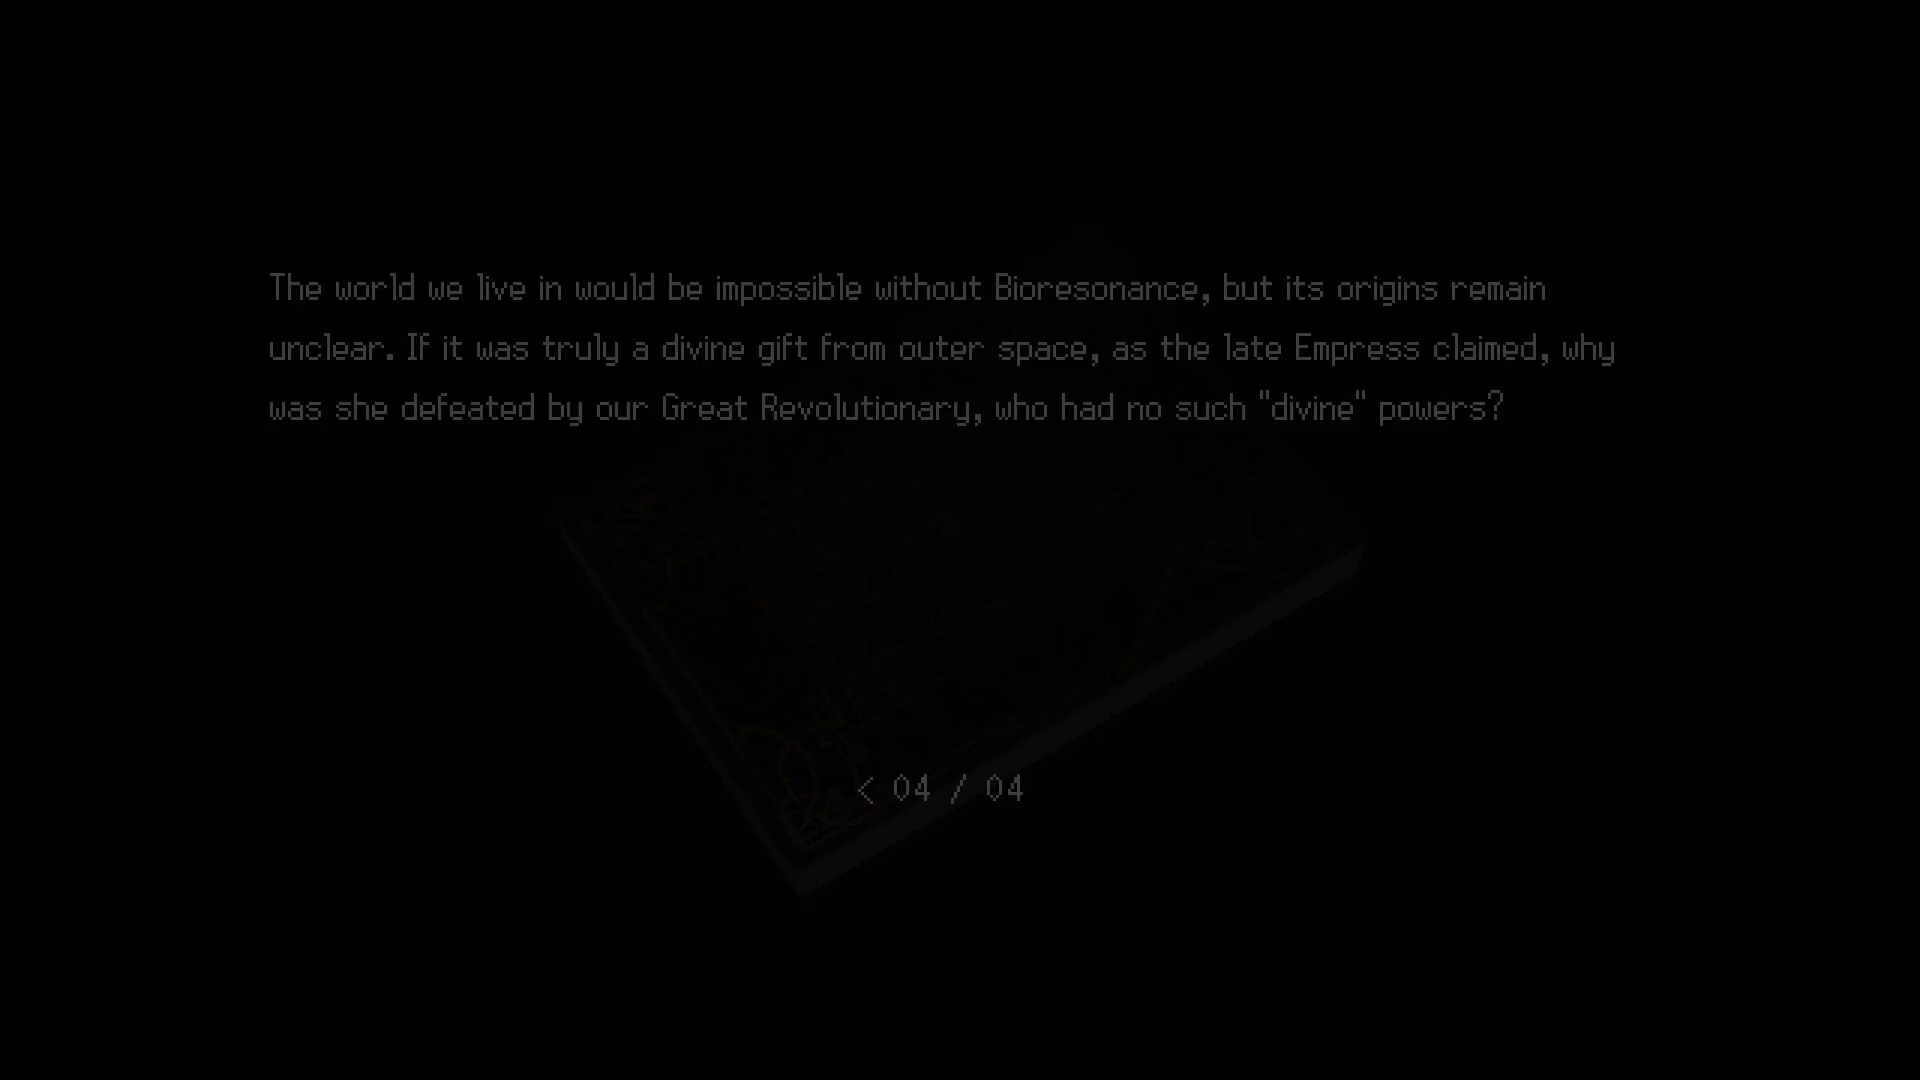 The world we live in would be impossible without Bioresonance, but its origins remain
unclear. If it was truly a divine gift from outer space, as the late Empress claimed, why
was she defeated by our Great Revolutionary, who had no such "divine" powers?
< 04 / 04